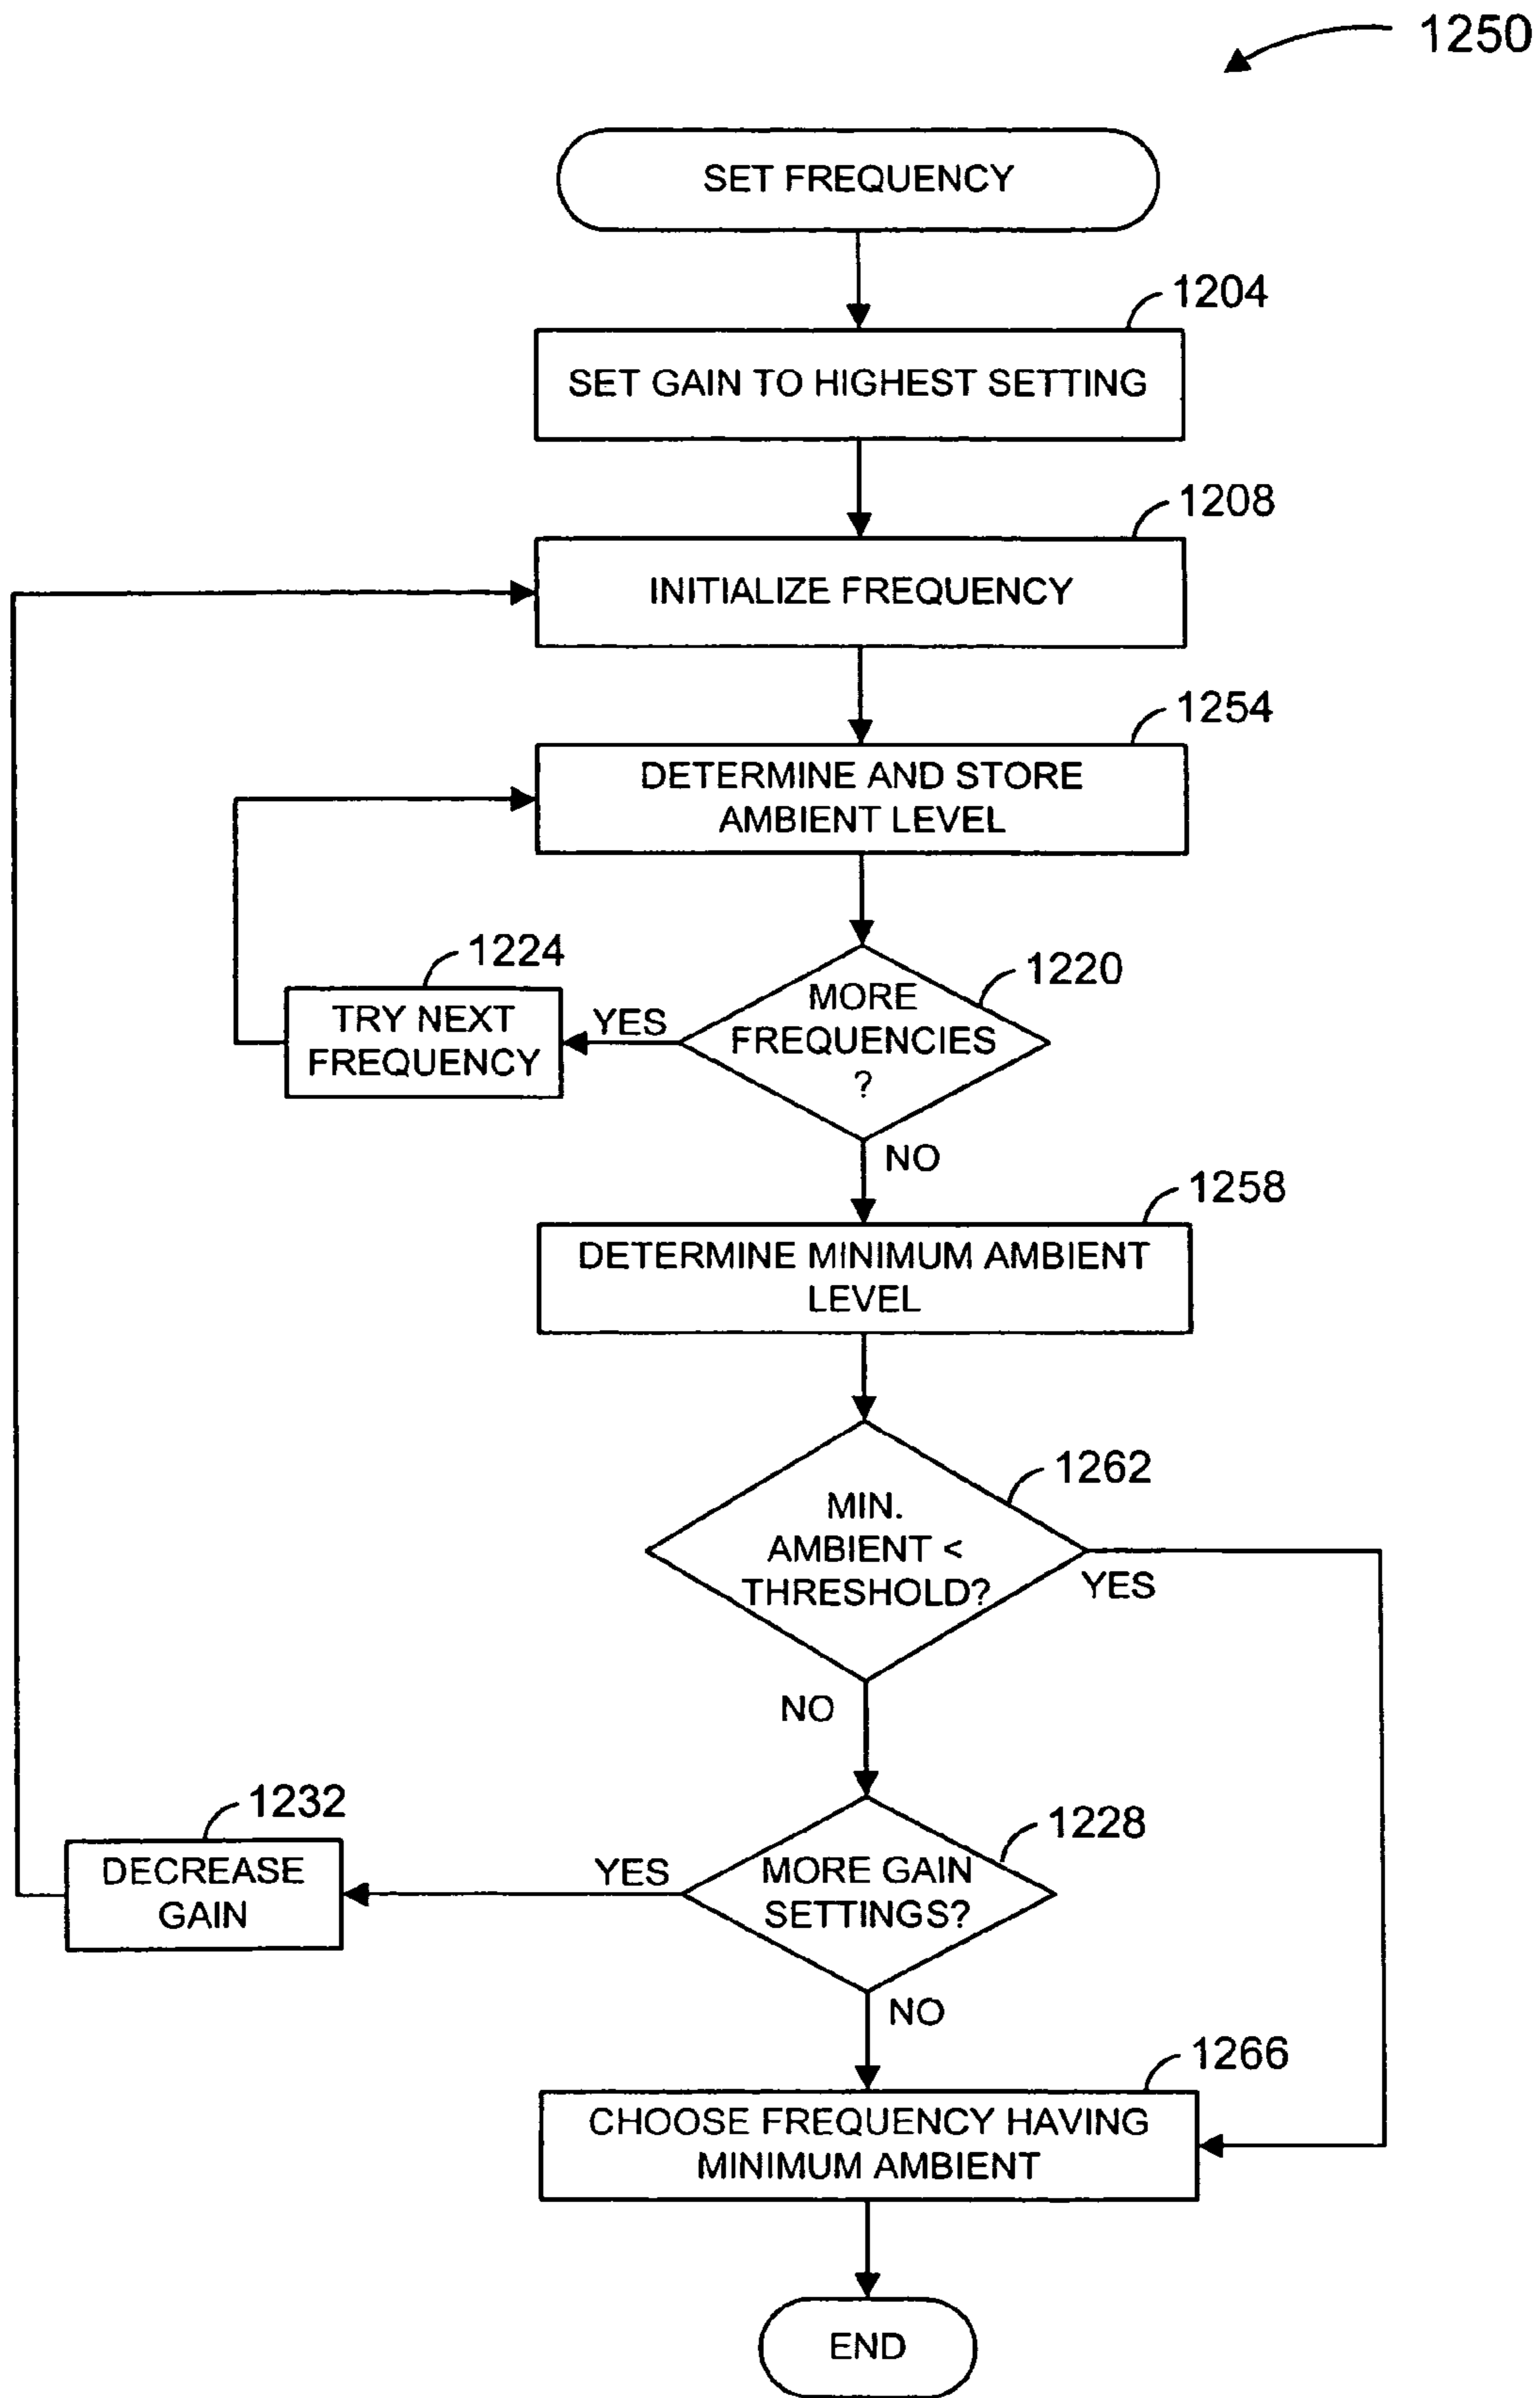 1250
SET FREQUENCY
1204
SET GAIN TO HIGHEST SETTING
1208
INITIALIZE FREQUENCY
1254
DETERMINE AND STORE
AMBIENT LEVEL
1224
1220
TRY NEXT
FREQUENCY
YES
MORE
FREQUENCIES
?
NO
1258
DETERMINE MINIMUM AMBIENT
LEVEL
1262
MIN.
AMBIENT <
THRESHOLD?
YES
NO
1232
1228
DECREASE
GAIN
YES
MORE GAIN
SETTINGS?
NO
1266
CHOOSE FREQUENCY HAVING
MINIMUM AMBIENT
END